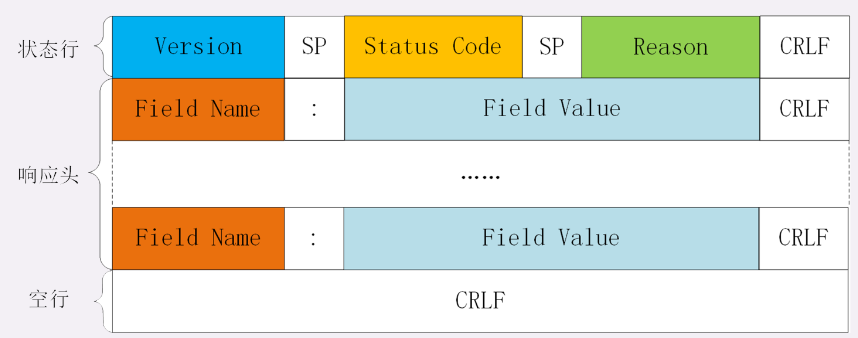 状态行 Version SP Status Code SP Reason CRLF
Field Name : Field Value CRLF
响应头 ……
Field Name : Field Value CRLF
空行 CRLF